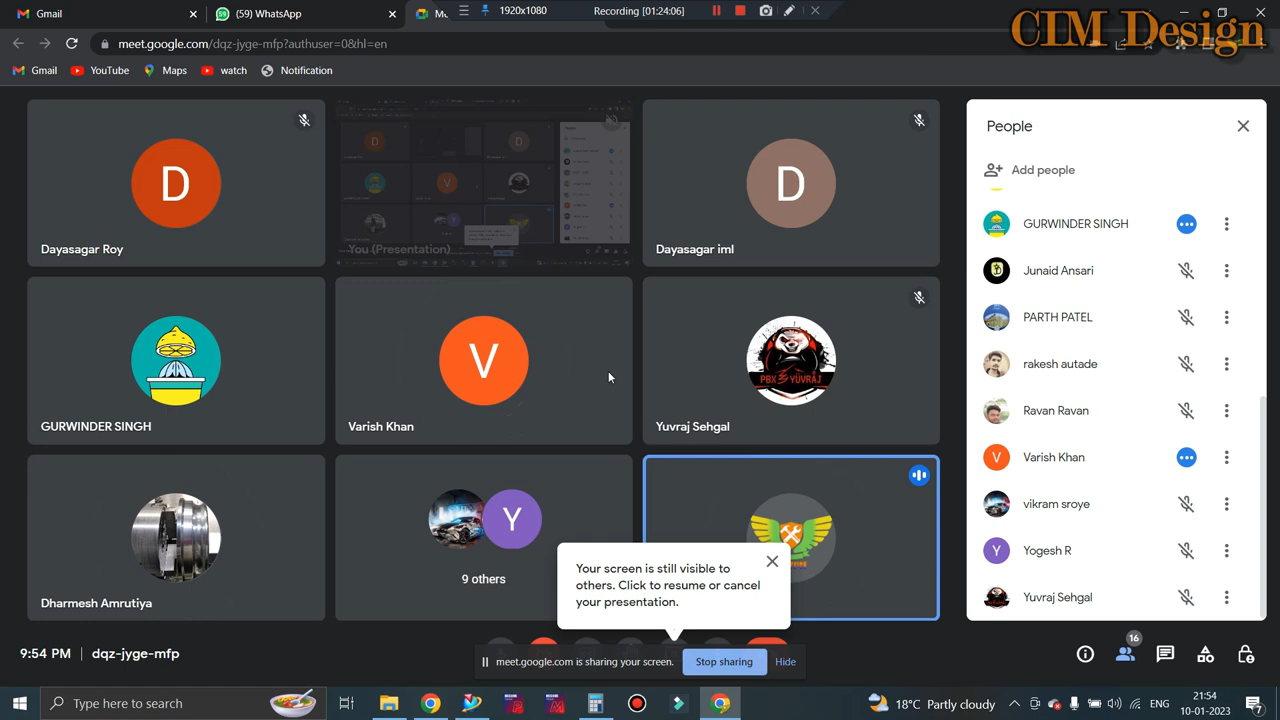 Gmail
(59) WhatsApp
1920x1080
Recording [01:24:06]
CIM Design
meet.google.com/dqz-jyge-mfp?authuser=0&hl=en
Gmail
YouTube
Maps
watch
Notification
D
Dayasagar Roy
You (Presentation)
D
Dayasagar iml
GURWINDER SINGH
V
Varish Khan
PBX YUVRAJ
Yuvraj Sehgal
Dharmesh Amrutiya
Y
9 others
People
Add people
GURWINDER SINGH
Junaid Ansari
PARTH PATEL
rakesh autade
Ravan Ravan
V
Varish Khan
vikram sroye
Y
Yogesh R
Yuvraj Sehgal
Your screen is still visible to
others. Click to resume or cancel
your presentation.
9:54 PM | dqz-jyge-mfp
meet.google.com is sharing your screen.
Stop sharing
Hide
16
Type here to search
18°C Partly cloudy
ENG
21:54
10-01-2023
7